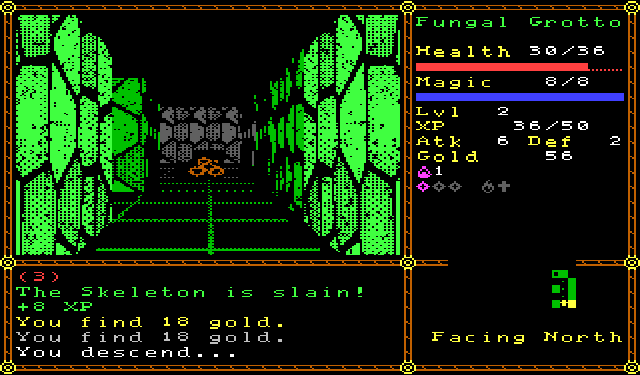 Fungal Grotto
Health 30/36
Magic 8/8
Lvl 2
XP 36/50
Atk 6 Def 2
Gold 56
1
(3)
The Skeleton is slain!
+8 XP
You find 18 gold.
You find 18 gold.
You descend...
Facing North